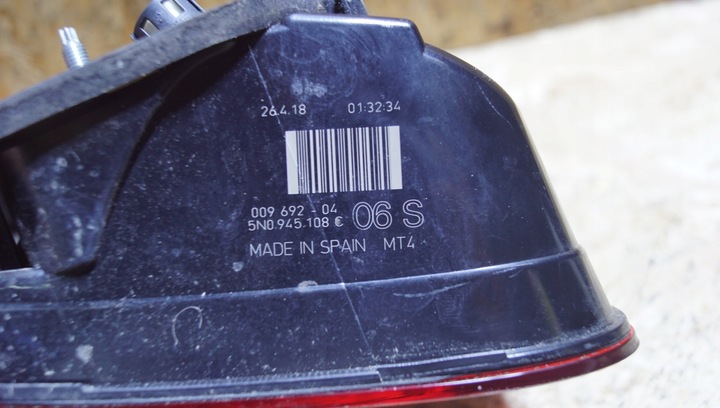 26.4.18 01:32:34
009 692 - 04
5N0.945.108 C 06 S
MADE IN SPAIN MT4